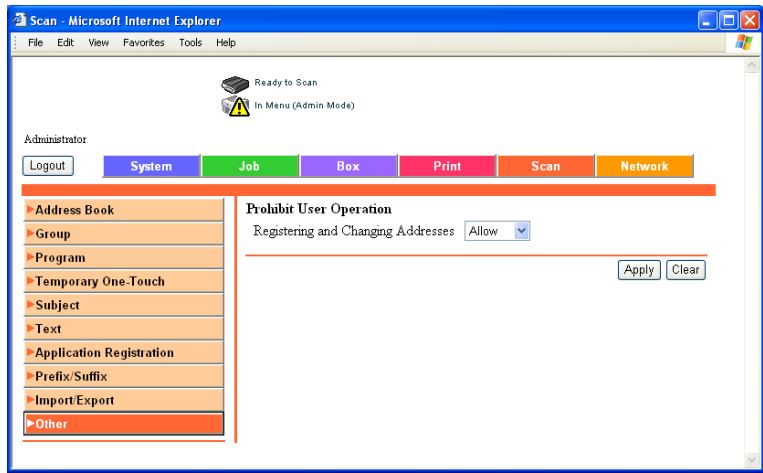 Scan - Microsoft Internet Explorer
File Edit View Favorites Tools Help
Ready to Scan
In Menu (Admin Mode)
Administrator
Logout System Job Box Print Scan Network
Address Book
Group
Program
Temporary One-Touch
Subject
Text
Application Registration
Prefix/Suffix
Import/Export
Other
Prohibit User Operation
Registering and Changing Addresses Allow
Apply Clear